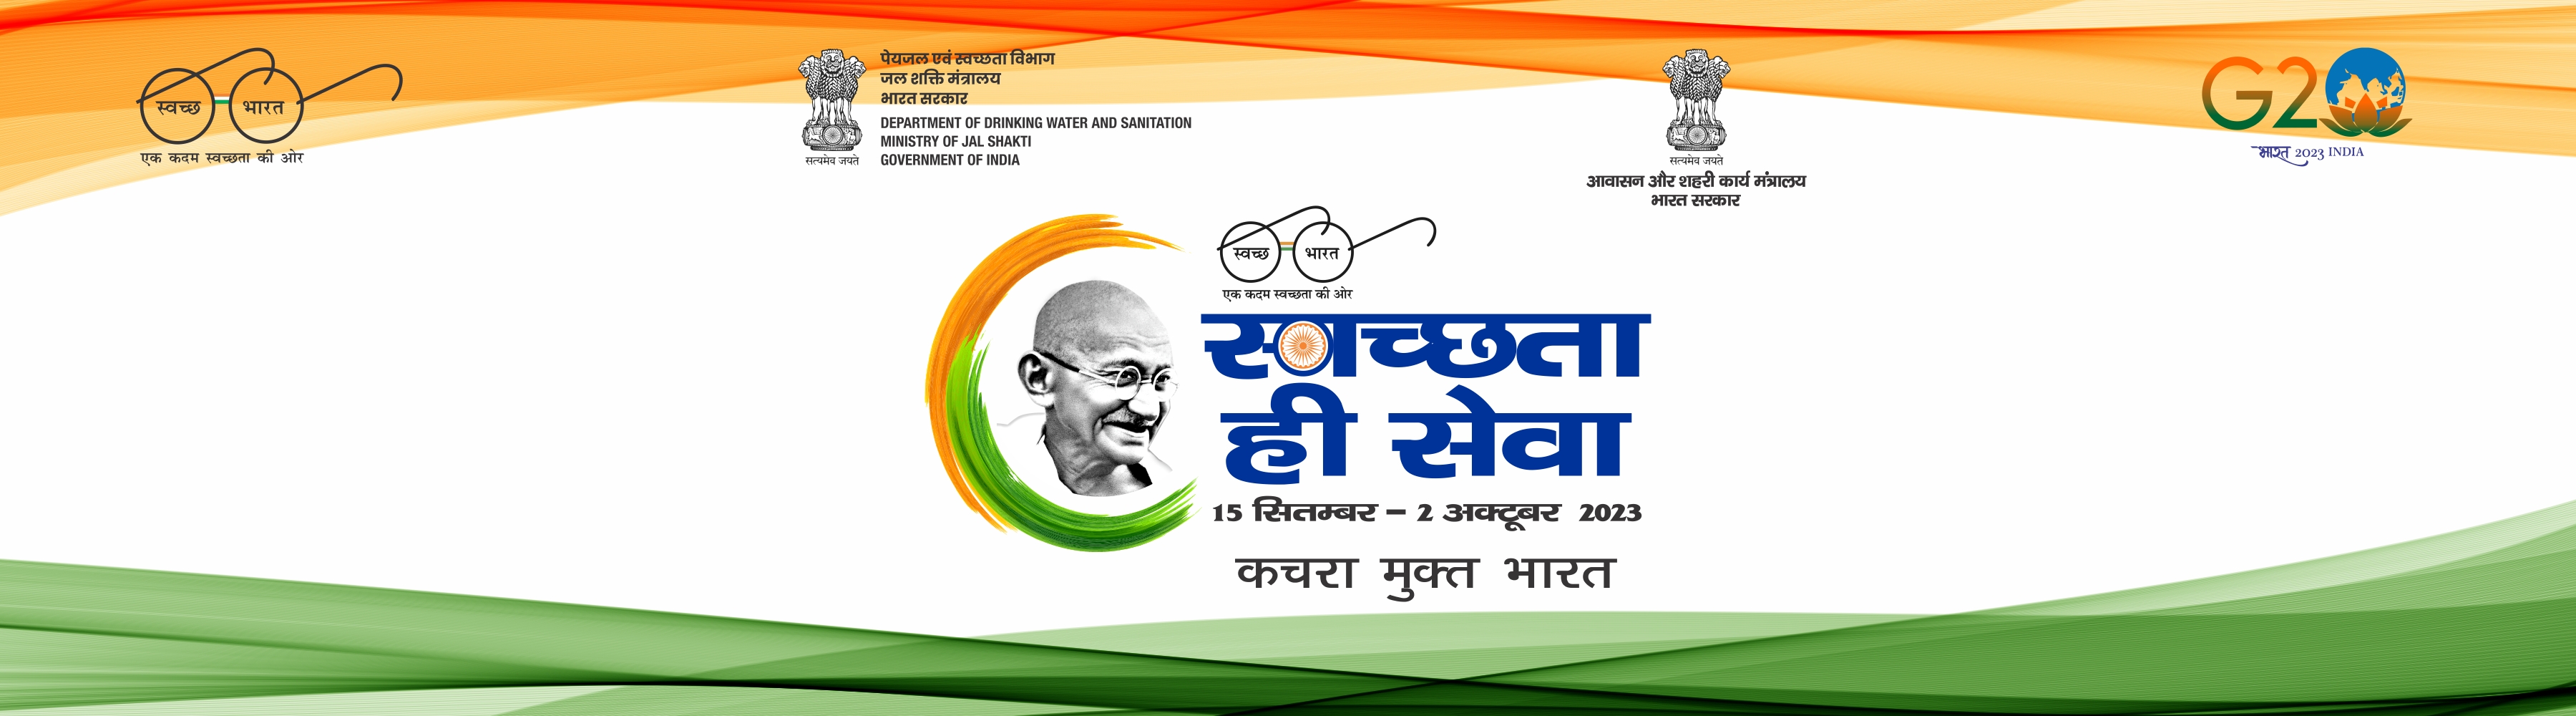 स्वच्छ भारत
एक कदम स्वच्छता की ओर
सत्यमेव जयते
पेयजल एवं स्वच्छता विभाग
जल शक्ति मंत्रालय
भारत सरकार
DEPARTMENT OF DRINKING WATER AND SANITATION
MINISTRY OF JAL SHAKTI
GOVERNMENT OF INDIA
सत्यमेव जयते
आवासन और शहरी कार्य मंत्रालय
भारत सरकार
G20
भारत 2023 INDIA
स्वच्छ भारत
एक कदम स्वच्छता की ओर
स्वच्छता
ही सेवा
15 सितम्बर – 2 अक्टूबर 2023
कचरा मुक्त भारत